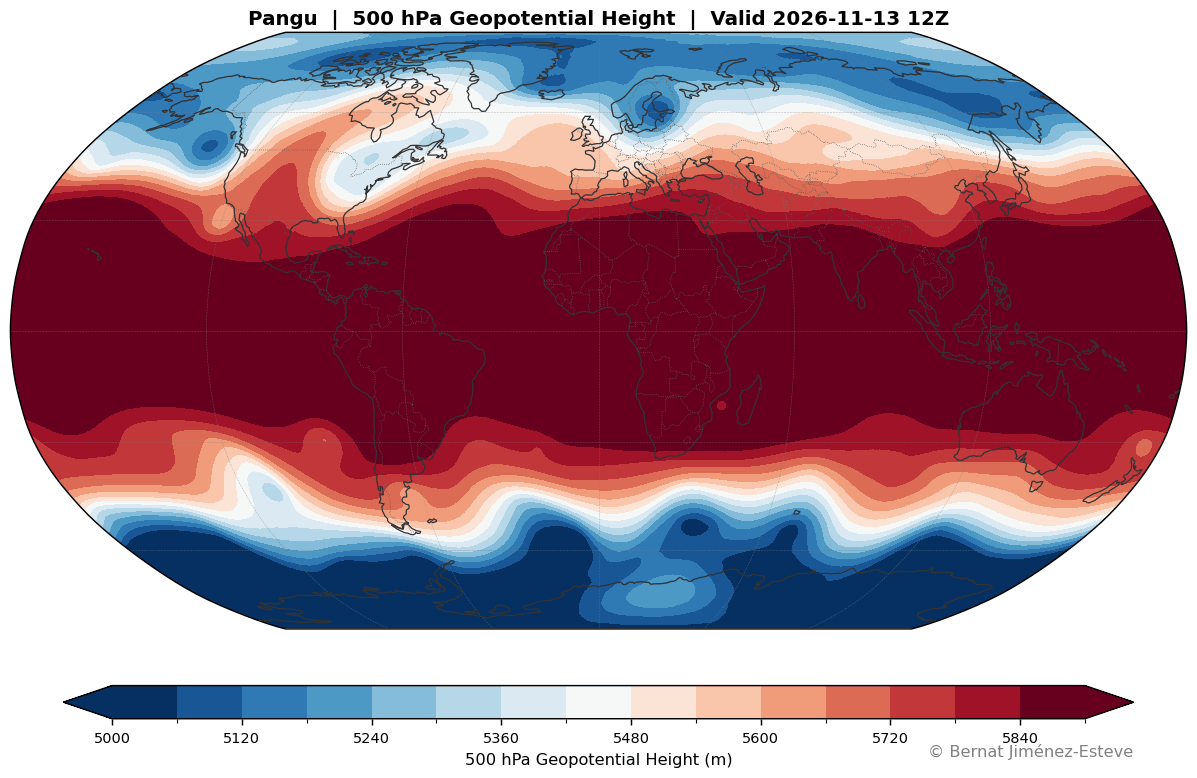 Pangu | 500 hPa Geopotential Height | Valid 2026-11-13 12Z
5000 5120 5240 5360 5480 5600 5720 5840
500 hPa Geopotential Height (m)
© Bernat Jiménez-Esteve